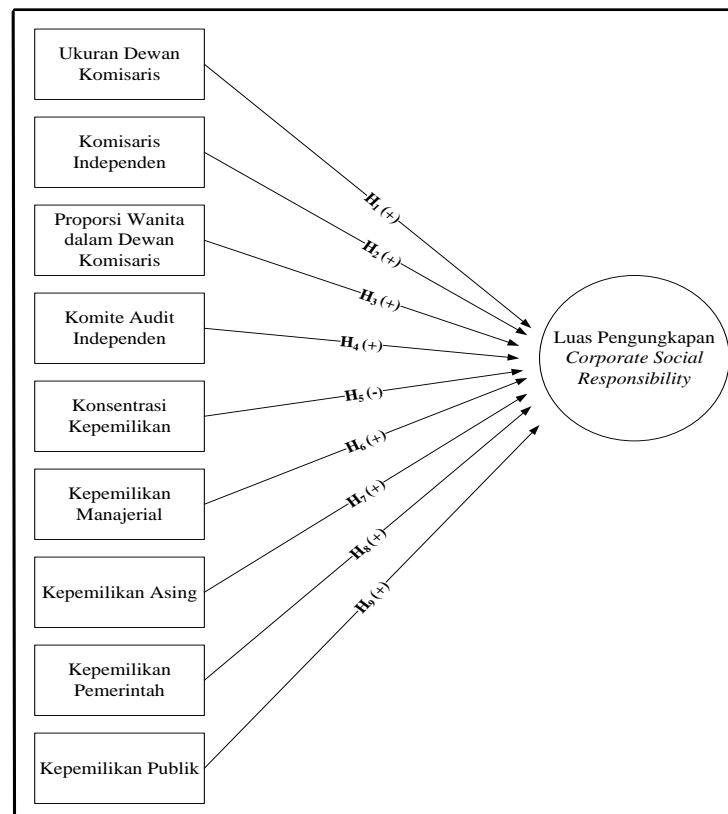 Ukuran Dewan
Komisaris
Komisaris
Independen
Proporsi Wanita
dalam Dewan
Komisaris
Komite Audit
Independen
Konsentrasi
Kepemilikan
Kepemilikan
Manajerial
Kepemilikan Asing
Kepemilikan
Pemerintah
Kepemilikan Publik
H₁ (+)
H₂ (+)
H₃ (+)
H₄ (+)
H₅ (-)
H₆ (+)
H₇ (+)
H₈ (+)
H₉ (+)
Luas Pengungkapan
Corporate Social
Responsibility